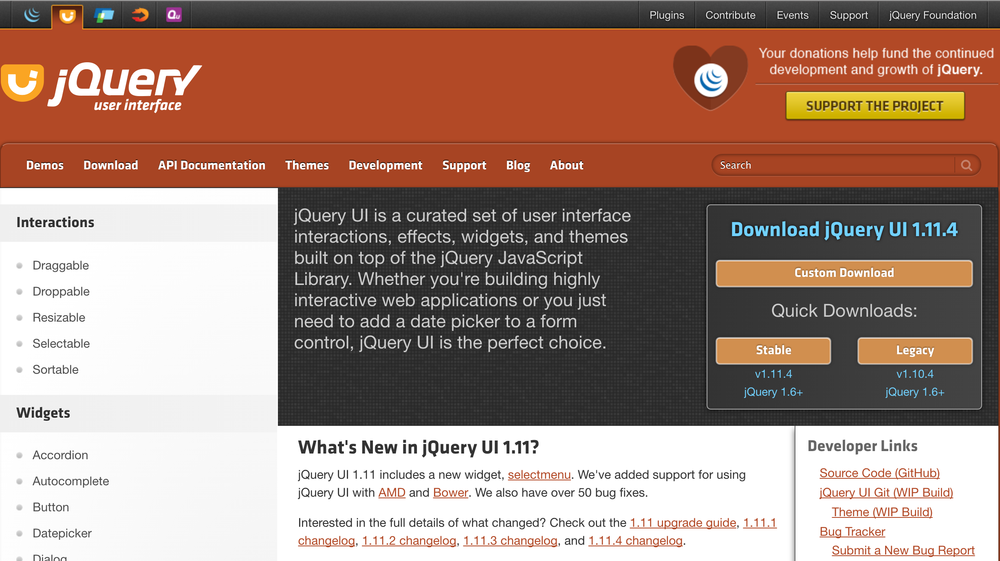 Qu
Plugins
Contribute
Events
Support
jQuery Foundation
jQuery
user interface
Your donations help fund the continued
development and growth of jQuery.
SUPPORT THE PROJECT
Demos
Download
API Documentation
Themes
Development
Support
Blog
About
Search
Interactions
Draggable
Droppable
Resizable
Selectable
Sortable
Widgets
Accordion
Autocomplete
Button
Datepicker
Dialog
jQuery UI is a curated set of user interface
interactions, effects, widgets, and themes
built on top of the jQuery JavaScript
Library. Whether you're building highly
interactive web applications or you just
need to add a date picker to a form
control, jQuery UI is the perfect choice.
Download jQuery UI 1.11.4
Custom Download
Quick Downloads:
Stable
v1.11.4
jQuery 1.6+
Legacy
v1.10.4
jQuery 1.6+
What's New in jQuery UI 1.11?
jQuery UI 1.11 includes a new widget, selectmenu. We've added support for using
jQuery UI with AMD and Bower. We also have over 50 bug fixes.
Interested in the full details of what changed? Check out the 1.11 upgrade guide, 1.11.1
changelog, 1.11.2 changelog, 1.11.3 changelog, and 1.11.4 changelog.
Developer Links
Source Code (GitHub)
jQuery UI Git (WIP Build)
Theme (WIP Build)
Bug Tracker
Submit a New Bug Report